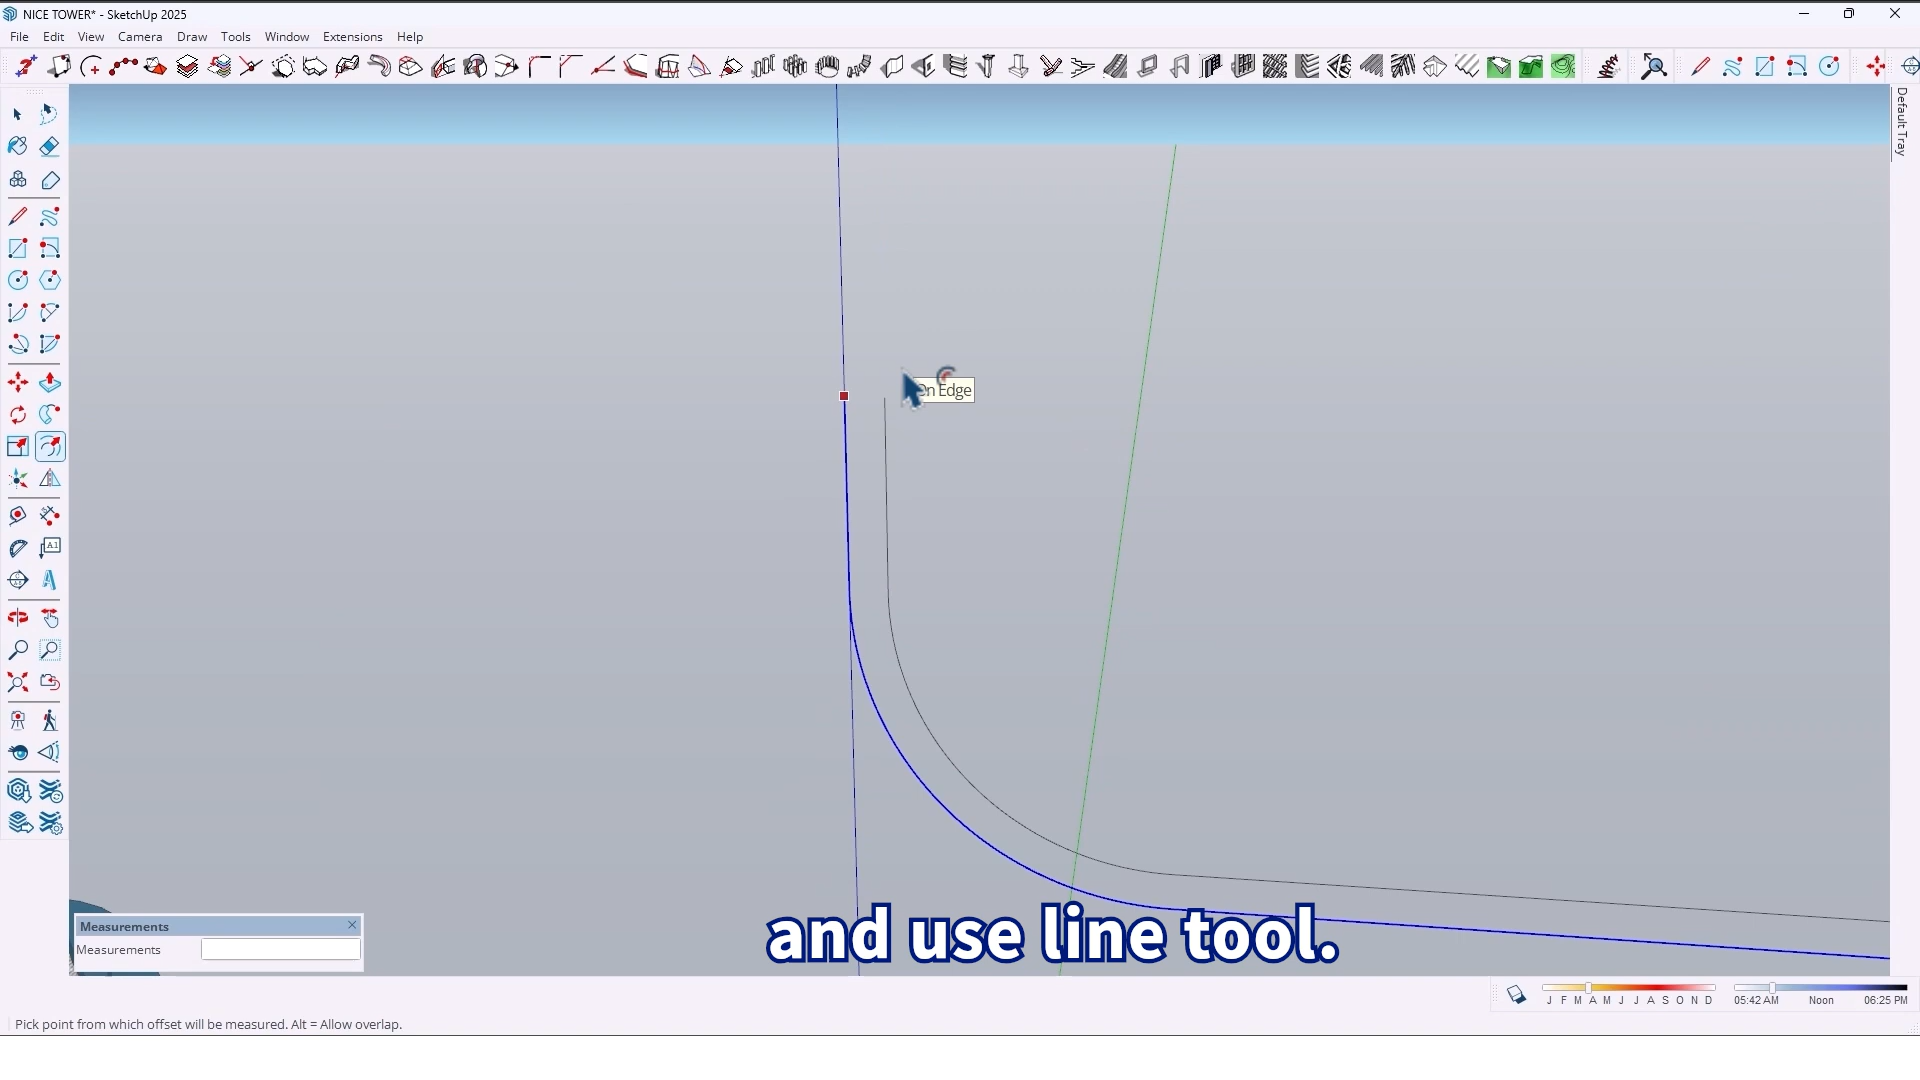 NICE TOWER* - SketchUp 2025
File Edit View Camera Draw Tools Window Extensions Help
Default Tray
On Edge
A1
Measurements
Measurements
and use line tool.
J F M A M J J A S O N D
05:42 AM Noon 06:25 PM
Pick point from which offset will be measured. Alt = Allow overlap.